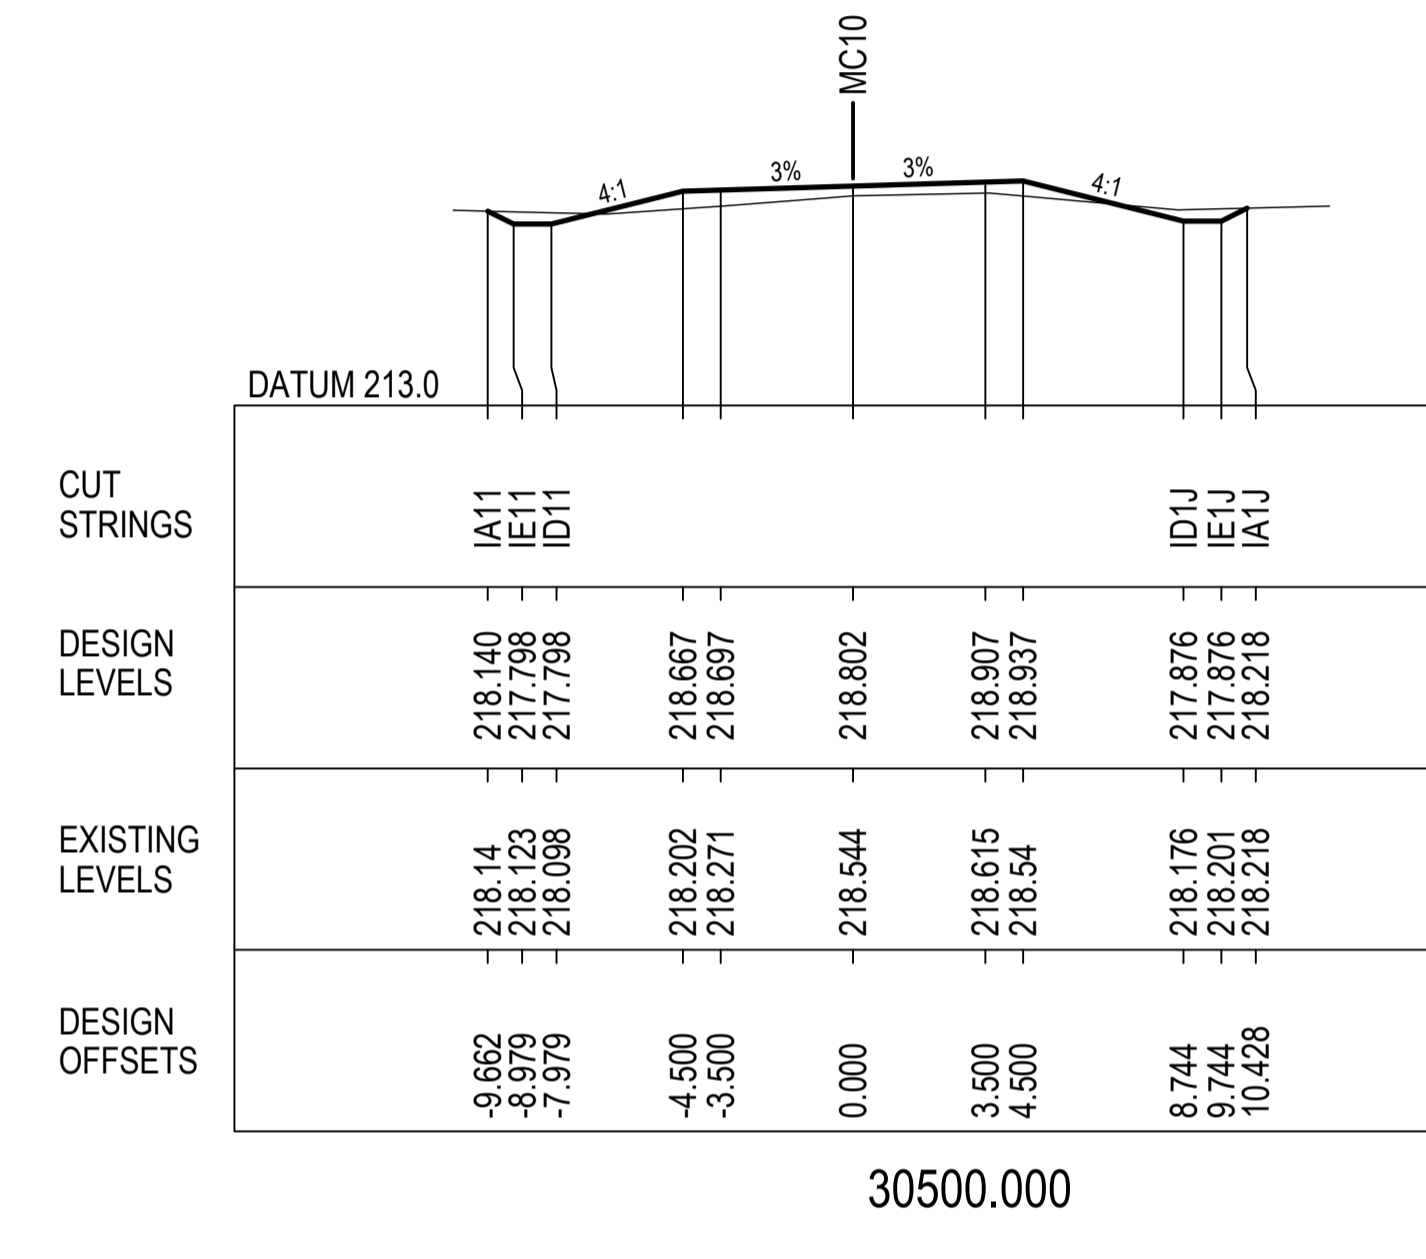 MC10
4:1
3%
3%
4:1
DATUM 213.0
CUT
STRINGS
IA11
IE11
ID11
ID1J
IE1J
IA1J
DESIGN
LEVELS
218.140
217.798
217.798
218.667
218.697
218.802
218.907
218.937
217.876
217.876
218.218
EXISTING
LEVELS
218.14
218.123
218.098
218.202
218.271
218.544
218.615
218.54
218.176
218.201
218.218
DESIGN
OFFSETS
-9.662
-8.979
-7.979
-4.500
-3.500
0.000
3.500
4.500
8.744
9.744
10.428
30500.000